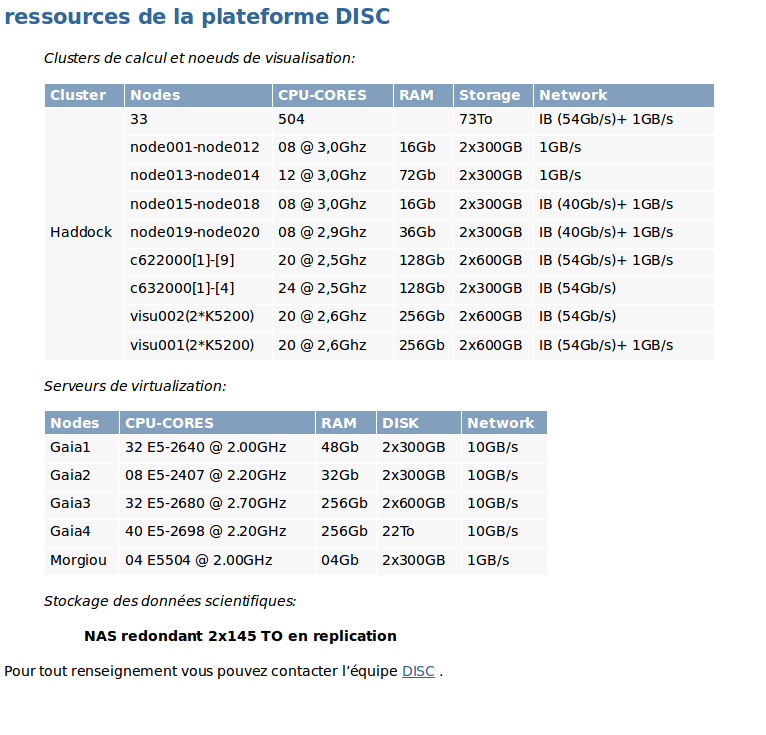 ressources de la plateforme DISC
Clusters de calcul et noeuds de visualisation:
Cluster Nodes CPU-CORES RAM Storage Network
33 504 73To IB (54Gb/s)+ 1GB/s
node001-node012 08 @ 3,0Ghz 16Gb 2x300GB 1GB/s
node013-node014 12 @ 3,0Ghz 72Gb 2x300GB 1GB/s
node015-node018 08 @ 3,0Ghz 16Gb 2x300GB IB (40Gb/s)+ 1GB/s
Haddock node019-node020 08 @ 2,9Ghz 36Gb 2x300GB IB (40Gb/s)+ 1GB/s
c622000[1]-[9] 20 @ 2,5Ghz 128Gb 2x600GB IB (54Gb/s)+ 1GB/s
c632000[1]-[4] 24 @ 2,5Ghz 128Gb 2x300GB IB (54Gb/s)
visu002(2*K5200) 20 @ 2,6Ghz 256Gb 2x600GB IB (54Gb/s)
visu001(2*K5200) 20 @ 2,6Ghz 256Gb 2x600GB IB (54Gb/s)+ 1GB/s
Serveurs de virtualization:
Nodes CPU-CORES RAM DISK Network
Gaia1 32 E5-2640 @ 2.00GHz 48Gb 2x300GB 10GB/s
Gaia2 08 E5-2407 @ 2.20GHz 32Gb 2x300GB 10GB/s
Gaia3 32 E5-2680 @ 2.70GHz 256Gb 2x600GB 10GB/s
Gaia4 40 E5-2698 @ 2.20GHz 256Gb 22To 10GB/s
Morgiou 04 E5504 @ 2.00GHz 04Gb 2x300GB 1GB/s
Stockage des données scientifiques:
NAS redondant 2x145 TO en replication
Pour tout renseignement vous pouvez contacter l’équipe DISC .